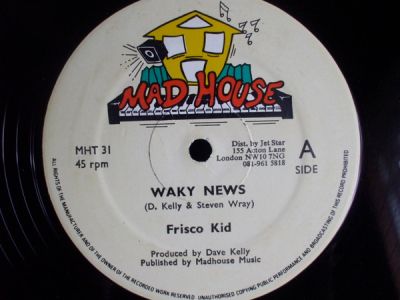 MAD HOUSE
MHT 31
45 rpm
Dist. by Jet Star
155 Acton Lane
London NW10 7NG
081-961 5818
A
SIDE
WAKY NEWS
(D. Kelly & Steven Wray)
Frisco Kid
Produced by Dave Kelly
Published by Madhouse Music
ALL RIGHTS OF THE MANUFACTURER AND OF THE OWNER OF THE RECORDED WORK RESERVED UNAUTHORISED COPYING PUBLIC PERFORMANCE AND BROADCASTING OF THIS RECORD PROHIBITED